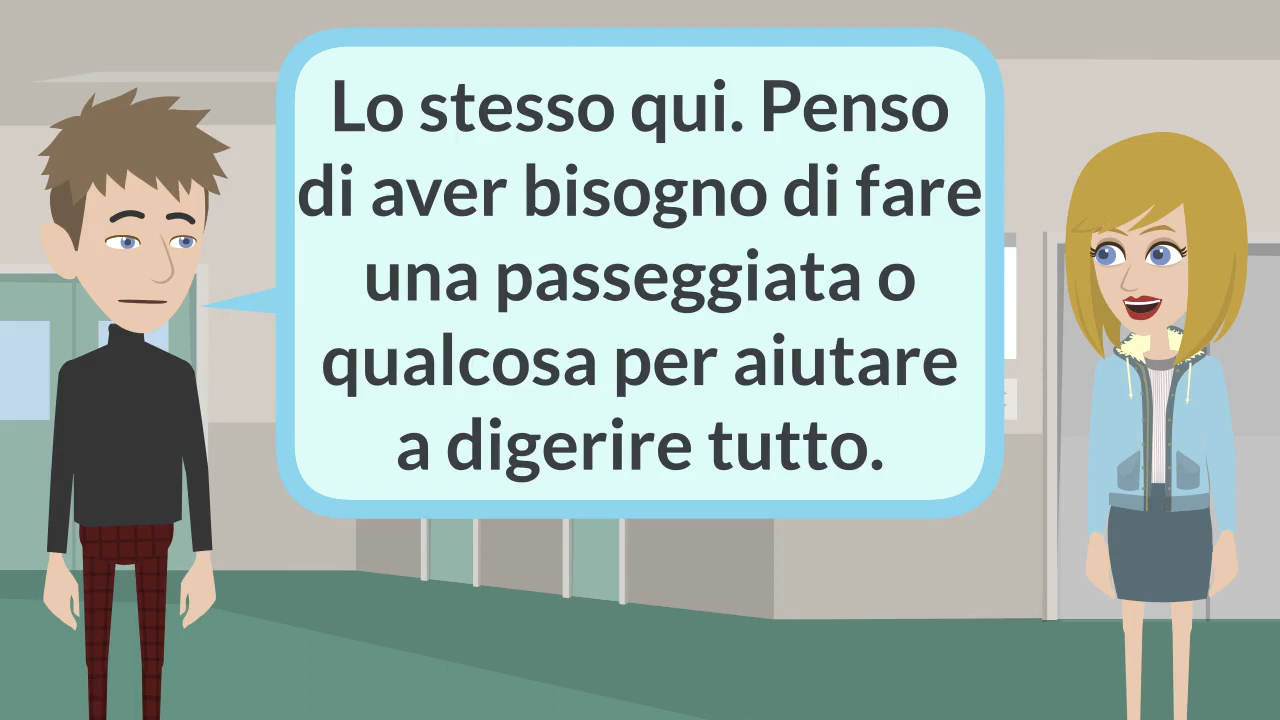 Lo stesso qui. Penso
di aver bisogno di fare
una passeggiata o
qualcosa per aiutare
a digerire tutto.